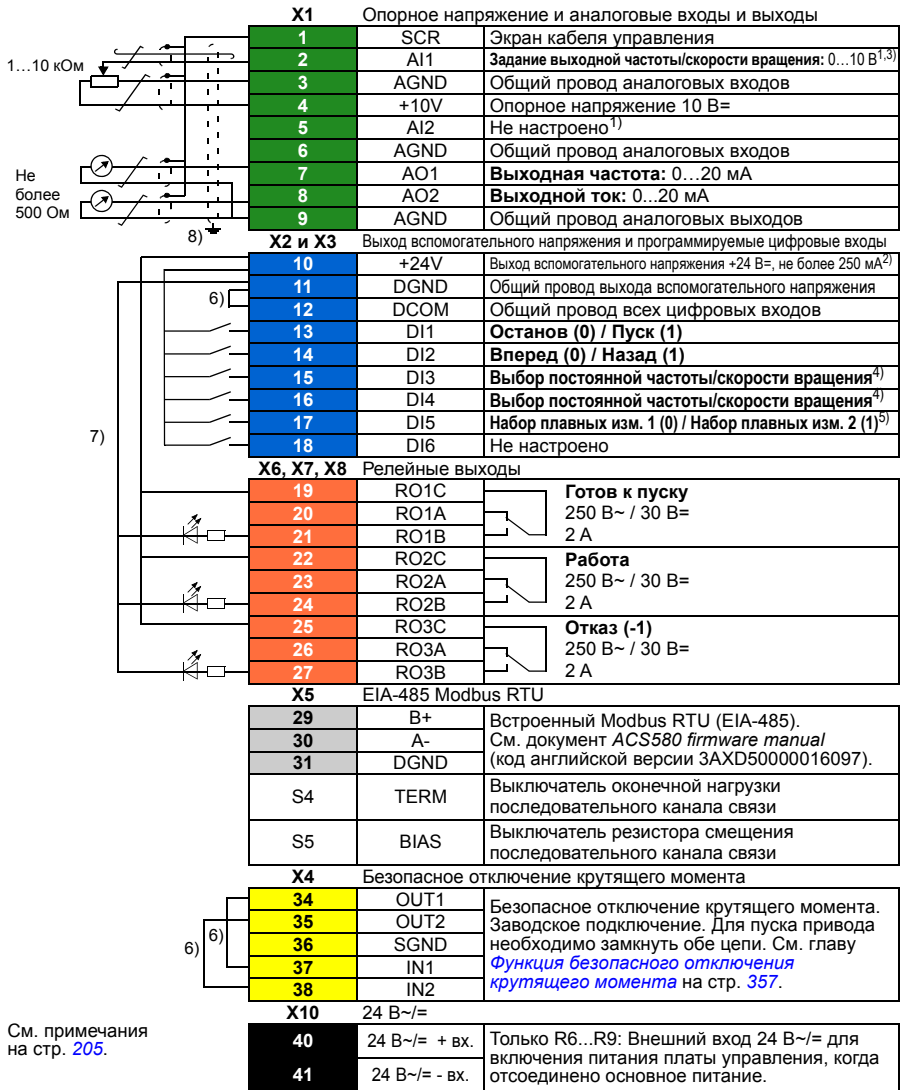 X1 Опорное напряжение и аналоговые входы и выходы
1 SCR Экран кабеля управления
1…10 кОм
2 AI1 Задание выходной частоты/скорости вращения: 0…10 В1,3)
3 AGND Общий провод аналоговых входов
4 +10V Опорное напряжение 10 В=
5 AI2 Не настроено1)
6 AGND Общий провод аналоговых входов
Не
более
500 Ом
7 AO1 Выходная частота: 0…20 мА
8 AO2 Выходной ток: 0...20 мА
9 AGND Общий провод аналоговых выходов
8)
X2 и X3 Выход вспомогательного напряжения и программируемые цифровые входы
10 +24V Выход вспомогательного напряжения +24 В=, не более 250 мА2)
11 DGND Общий провод выхода вспомогательного напряжения
6)
12 DCOM Общий провод всех цифровых входов
13 DI1 Останов (0) / Пуск (1)
14 DI2 Вперед (0) / Назад (1)
15 DI3 Выбор постоянной частоты/скорости вращения4)
16 DI4 Выбор постоянной частоты/скорости вращения4)
17 DI5 Набор плавных изм. 1 (0) / Набор плавных изм. 2 (1)5)
7)
18 DI6 Не настроено
X6, X7, X8 Релейные выходы
19 RO1C Готов к пуску
20 RO1A 250 В~ / 30 В=
21 RO1B 2 А
22 RO2C Работа
23 RO2A 250 В~ / 30 В=
24 RO2B 2 А
25 RO3C Отказ (-1)
26 RO3A 250 В~ / 30 В=
27 RO3B 2 А
X5 EIA-485 Modbus RTU
29 B+ Встроенный Modbus RTU (EIA-485).
30 A- См. документ ACS580 firmware manual
31 DGND (код английской версии 3AXD50000016097).
S4 TERM Выключатель оконечной нагрузки
последовательного канала связи
S5 BIAS Выключатель резистора смещения
последовательного канала связи
X4 Безопасное отключение крутящего момента
34 OUT1 Безопасное отключение крутящего момента.
35 OUT2 Заводское подключение. Для пуска привода
6) 6)
36 SGND необходимо замкнуть обе цепи. См. главу
37 IN1 Функция безопасного отключения
38 IN2 крутящего момента на стр. 357.
X10 24 В~/=
См. примечания
на стр. 205.
40 24 В~/= + вх. Только R6...R9: Внешний вход 24 В~/= для
включения питания платы управления, когда
41 24 В~/= - вх. отсоединено основное питание.